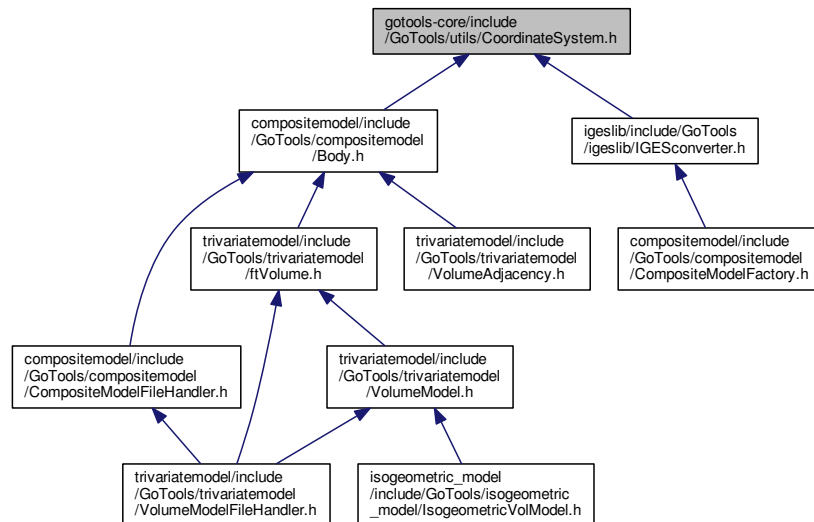 gotools-core/include
/GoTools/utils/CoordinateSystem.h
compositemodel/include
/GoTools/compositemodel
/Body.h
igeslib/include/GoTools
/igeslib/IGESconverter.h
trivariatemodel/include
/GoTools/trivariatemodel
/ftVolume.h
trivariatemodel/include
/GoTools/trivariatemodel
/VolumeAdjacency.h
compositemodel/include
/GoTools/compositemodel
/CompositeModelFactory.h
compositemodel/include
/GoTools/compositemodel
/CompositeModelFileHandler.h
trivariatemodel/include
/GoTools/trivariatemodel
/VolumeModel.h
trivariatemodel/include
/GoTools/trivariatemodel
/VolumeModelFileHandler.h
isogeometric_model
/include/GoTools/isogeometric
_model/IsogeometricVolModel.h